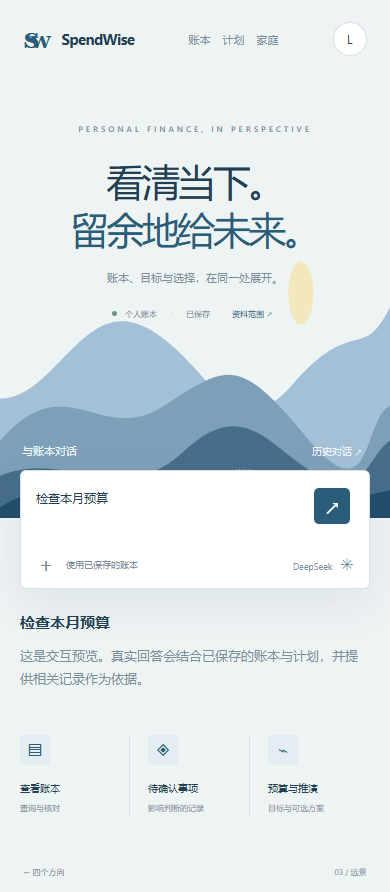 SW SpendWise 账本 计划 家庭 L
PERSONAL FINANCE, IN PERSPECTIVE
看清当下。
留余地给未来。
账本、目标与选择，在同一处展开。
个人账本 / 已保存 资料范围 ↗
与账本对话 历史对话 ↗
检查本月预算 ↗
+ 使用已保存的账本 DeepSeek
检查本月预算
这是交互预览。真实回答会结合已保存的账本与计划，并提
供相关记录作为依据。
查看账本 待确认事项 预算与推演
查询与核对 影响判断的记录 目标与可选方案
← 四个方向 03 / 远景